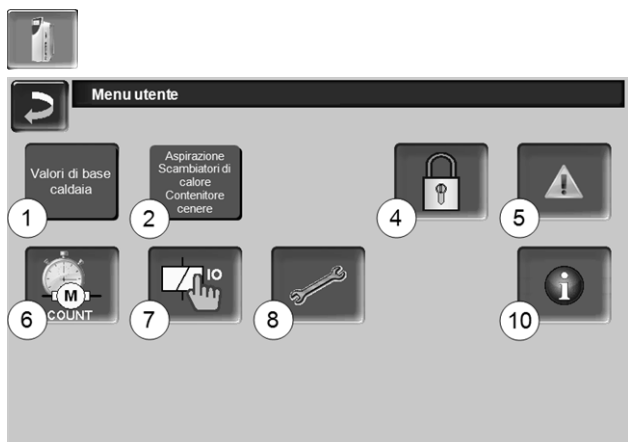 Menu utente
Valori di base
caldaia
Aspirazione
Scambiatori di
calore
Contenitore
cenere
1
2
4
5
IO
M
COUNT
6
7
8
10